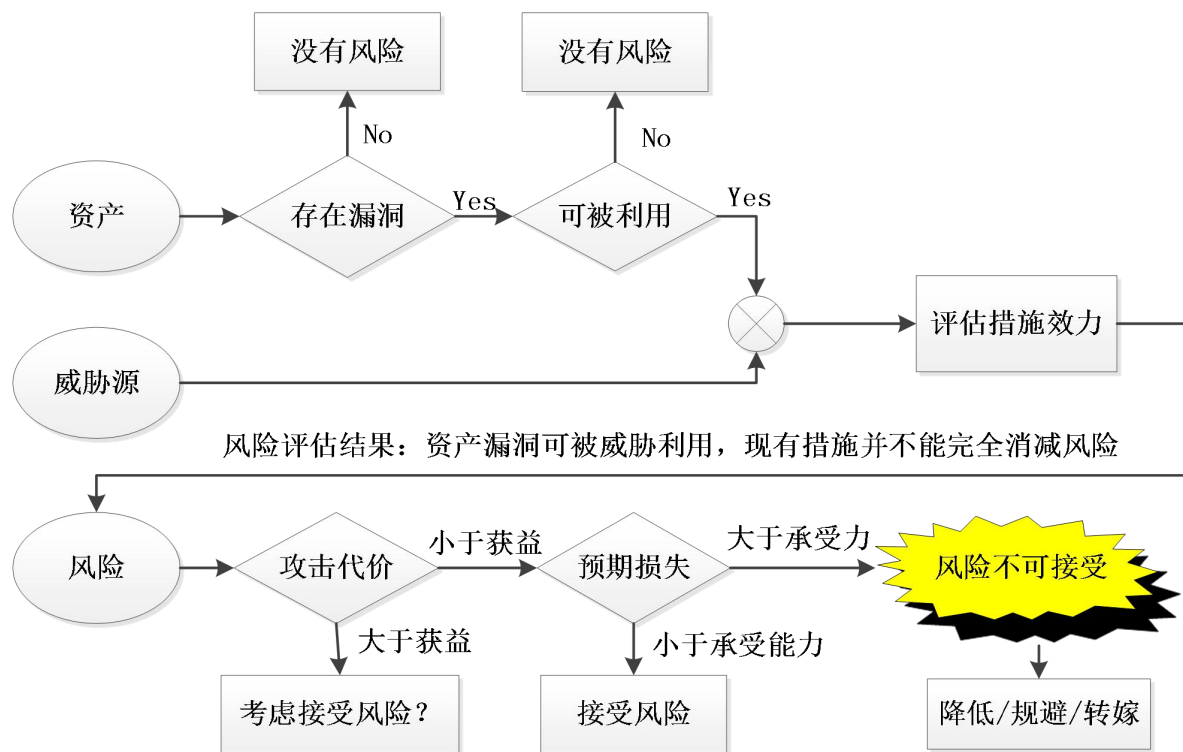 没有风险
没有风险
No
No
资产
存在漏洞
Yes
可被利用
Yes
评估措施效力
威胁源
风险评估结果：资产漏洞可被威胁利用，现有措施并不能完全消减风险
风险
攻击代价
小于获益
预期损失
大于承受力
风险不可接受
大于获益
小于承受能力
考虑接受风险？
接受风险
降低/规避/转嫁